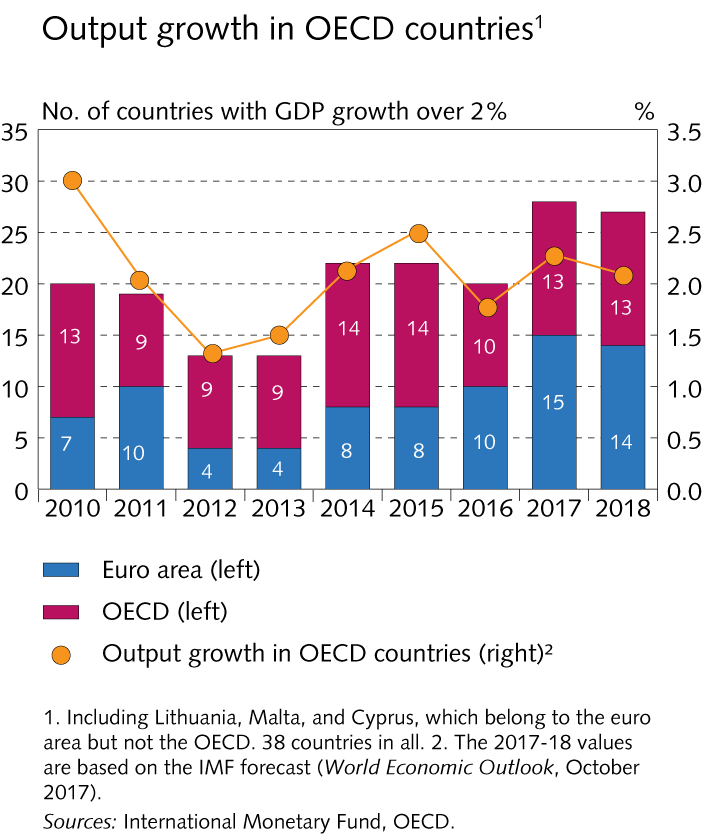 Output growth in OECD countries¹
No. of countries with GDP growth over 2% %
35 3.5
30 3.0
25 2.5
20 2.0
15 1.5
10 1.0
5 0.5
0 0.0
13 9 9 9 14 14 10 13 13
7 10 4 4 8 8 10 15 14
2010 2011 2012 2013 2014 2015 2016 2017 2018
Euro area (left)
OECD (left)
Output growth in OECD countries (right)²
1. Including Lithuania, Malta, and Cyprus, which belong to the euro
area but not the OECD. 38 countries in all. 2. The 2017-18 values
are based on the IMF forecast (World Economic Outlook, October
2017).
Sources: International Monetary Fund, OECD.